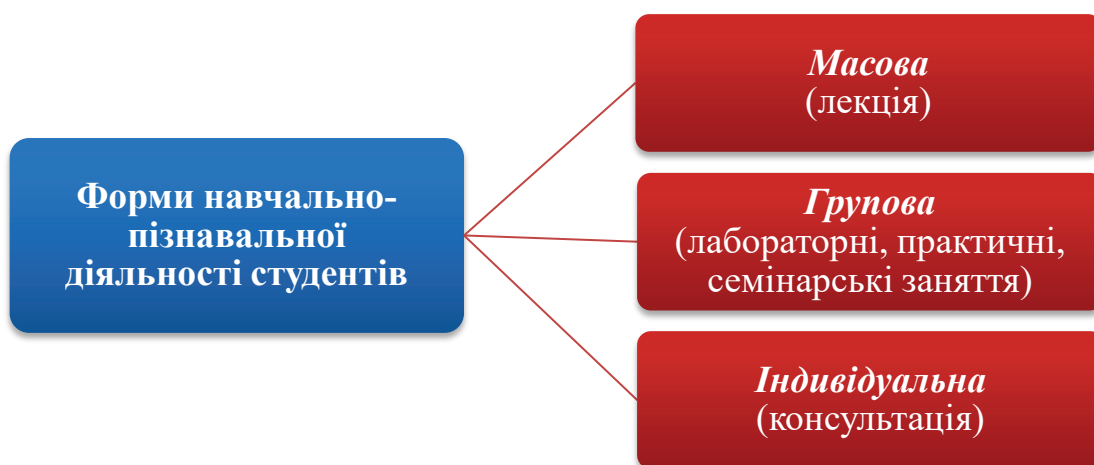 Форми навчально-
пізнавальної
діяльності студентів
Масова
(лекція)
Групова
(лабораторні, практичні,
семінарські заняття)
Індивідуальна
(консультація)